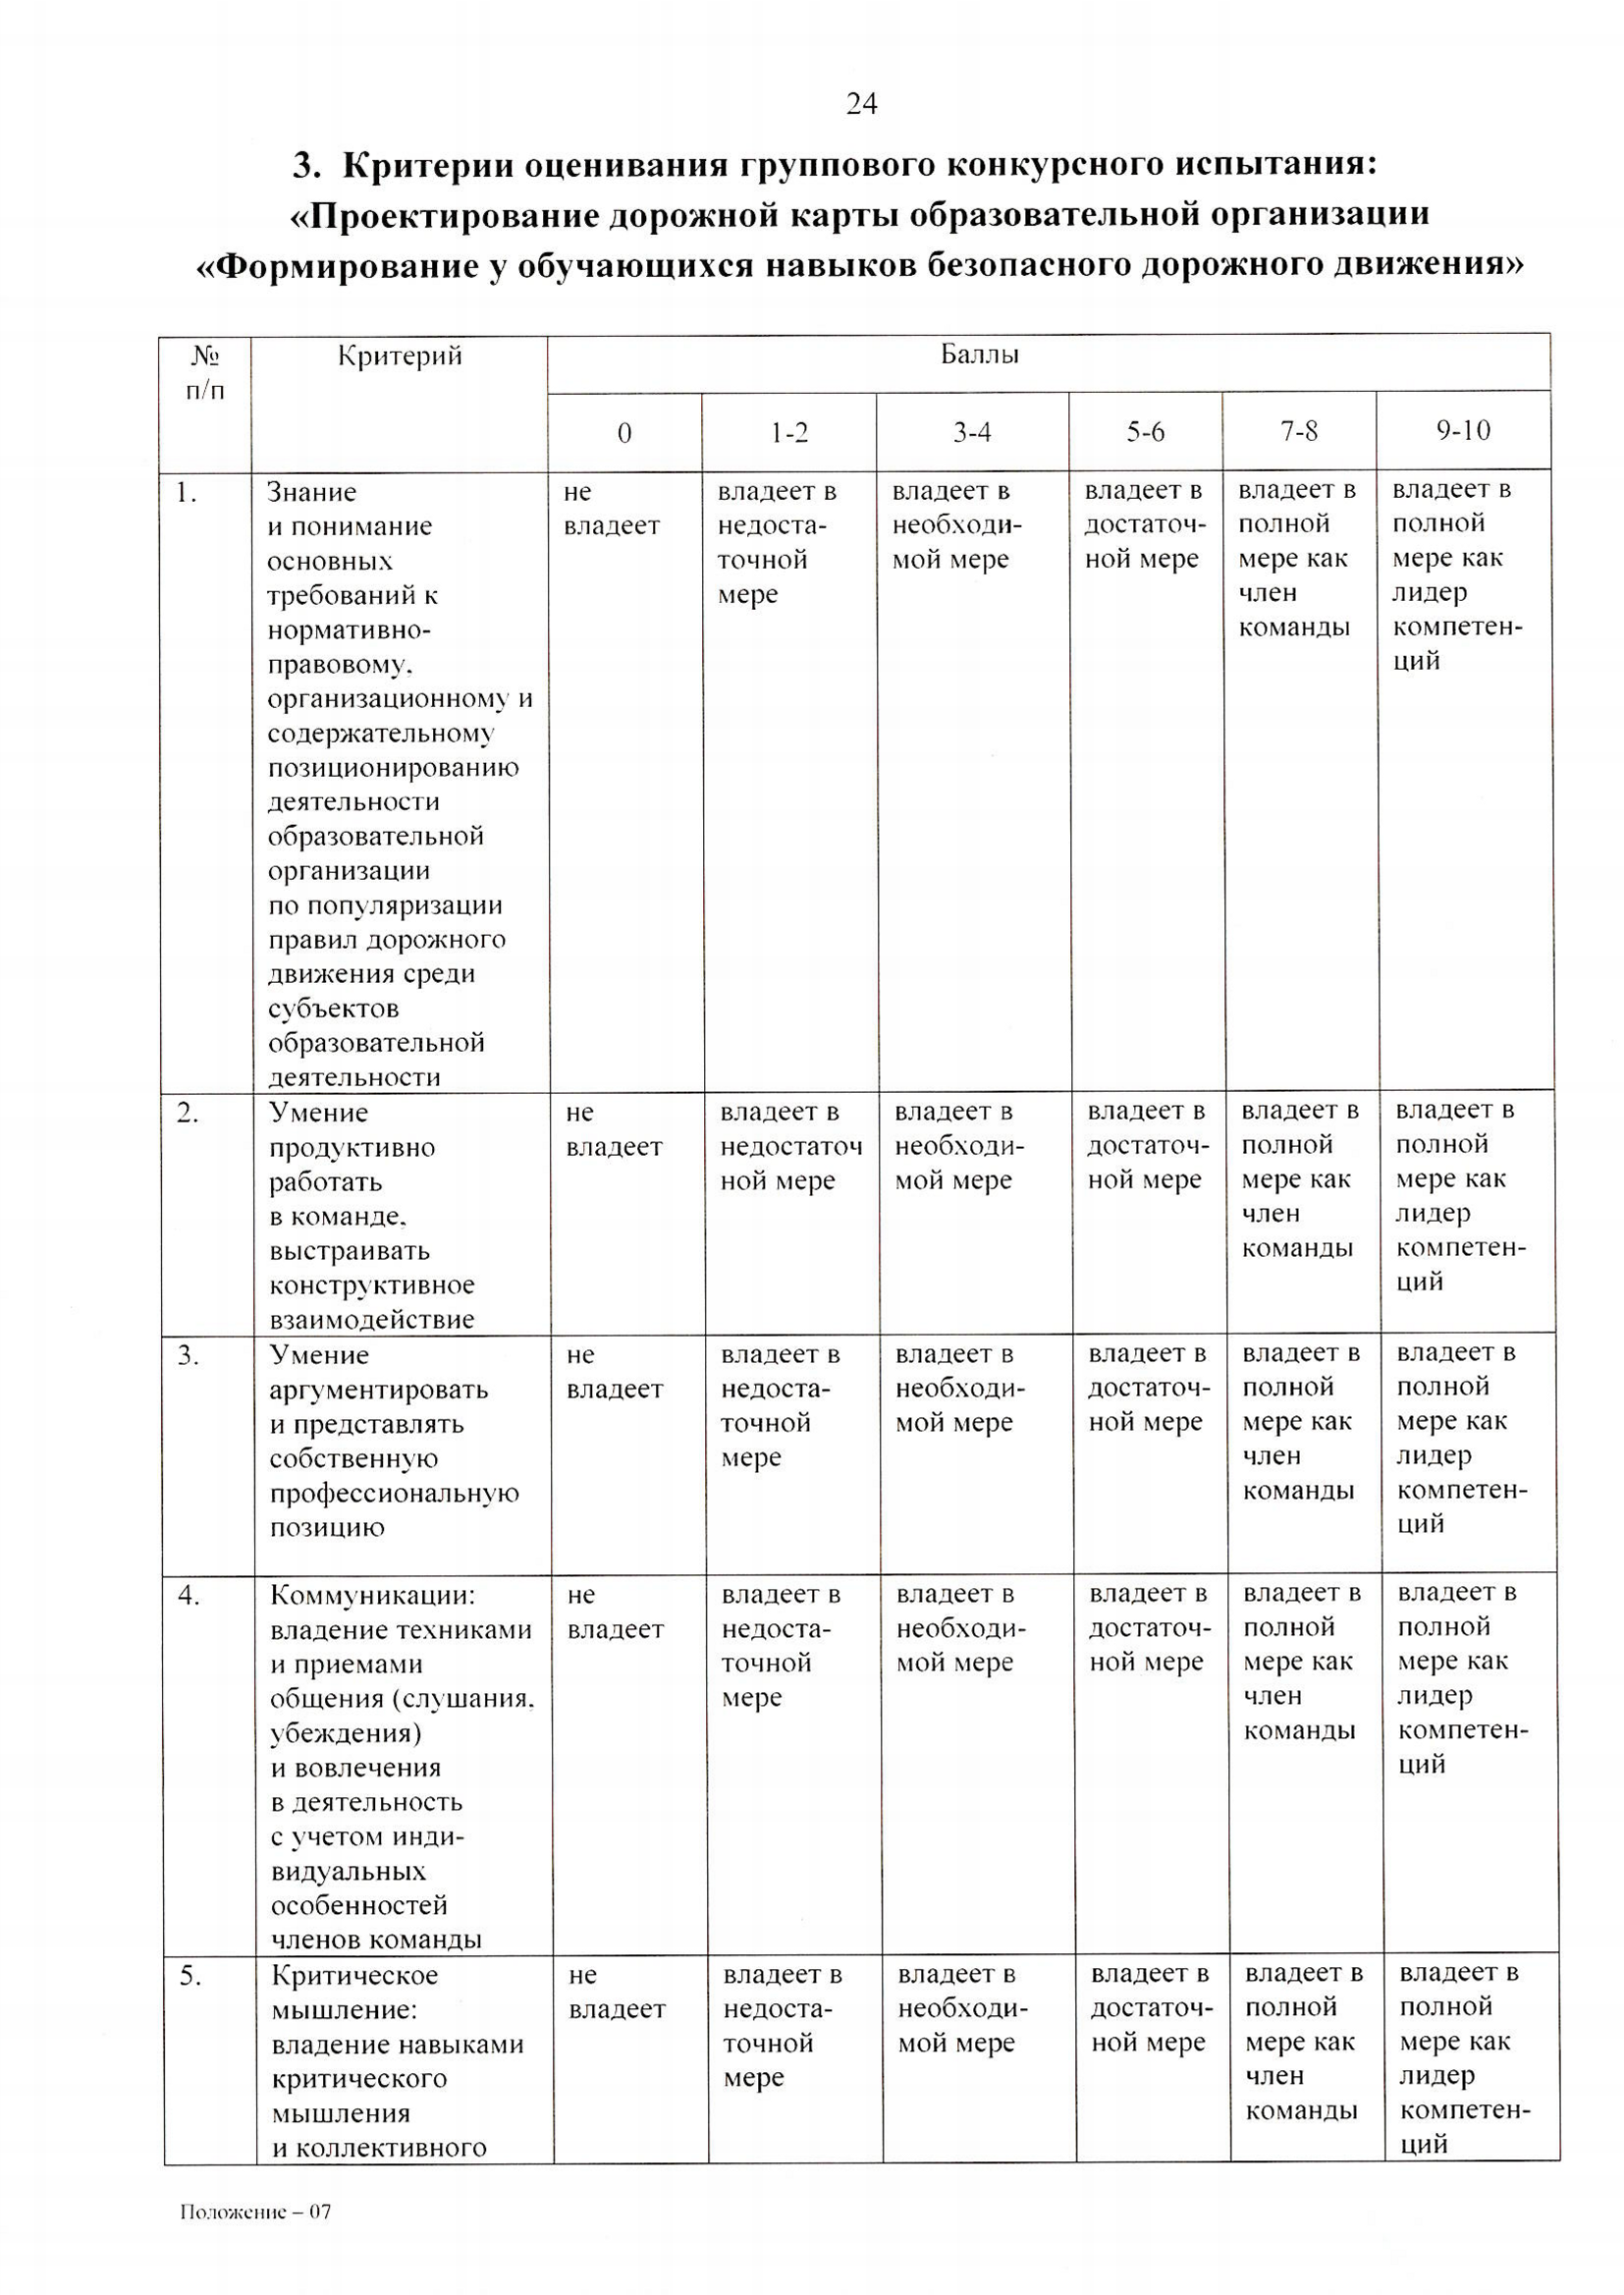 24
3. Критерии оценивания группового конкурсного испытания:
«Проектирование дорожной карты образовательной организации
«Формирование у обучающихся навыков безопасного дорожного движения»
№
п/п
Критерий
Баллы
0
1-2
3-4
5-6
7-8
9-10
1.
Знание
и понимание
основных
требований к
нормативно-
правовому,
организационному и
содержательному
позиционированию
деятельности
образовательной
организации
по популяризации
правил дорожного
движения среди
субъектов
образовательной
деятельности
не
владеет
владеет в
недоста-
точной
мере
владеет в
необходи-
мой мере
владеет в
достаточ-
ной мере
владеет в
полной
мере как
член
команды
владеет в
полной
мере как
лидер
компетен-
ций
2.
Умение
продуктивно
работать
в команде,
выстраивать
конструктивное
взаимодействие
не
владеет
владеет в
недостаточ
ной мере
владеет в
необходи-
мой мере
владеет в
достаточ-
ной мере
владеет в
полной
мере как
член
команды
владеет в
полной
мере как
лидер
компетен-
ций
3.
Умение
аргументировать
и представлять
собственную
профессиональную
позицию
не
владеет
владеет в
недоста-
точной
мере
владеет в
необходи-
мой мере
владеет в
достаточ-
ной мере
владеет в
полной
мере как
член
команды
владеет в
полной
мере как
лидер
компетен-
ций
4.
Коммуникации:
владение техниками
и приемами
общения (слушания,
убеждения)
и вовлечения
в деятельность
с учетом инди-
видуальных
особенностей
членов команды
не
владеет
владеет в
недоста-
точной
мере
владеет в
необходи-
мой мере
владеет в
достаточ-
ной мере
владеет в
полной
мере как
член
команды
владеет в
полной
мере как
лидер
компетен-
ций
5.
Критическое
мышление:
владение навыками
критического
мышления
и коллективного
не
владеет
владеет в
недоста-
точной
мере
владеет в
необходи-
мой мере
владеет в
достаточ-
ной мере
владеет в
полной
мере как
член
команды
владеет в
полной
мере как
лидер
компетен-
ций
Положение – 07